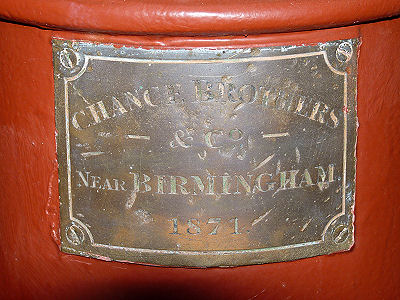 CHANCE BROTHERS
& Co
NEAR BIRMINGHAM.
1871.